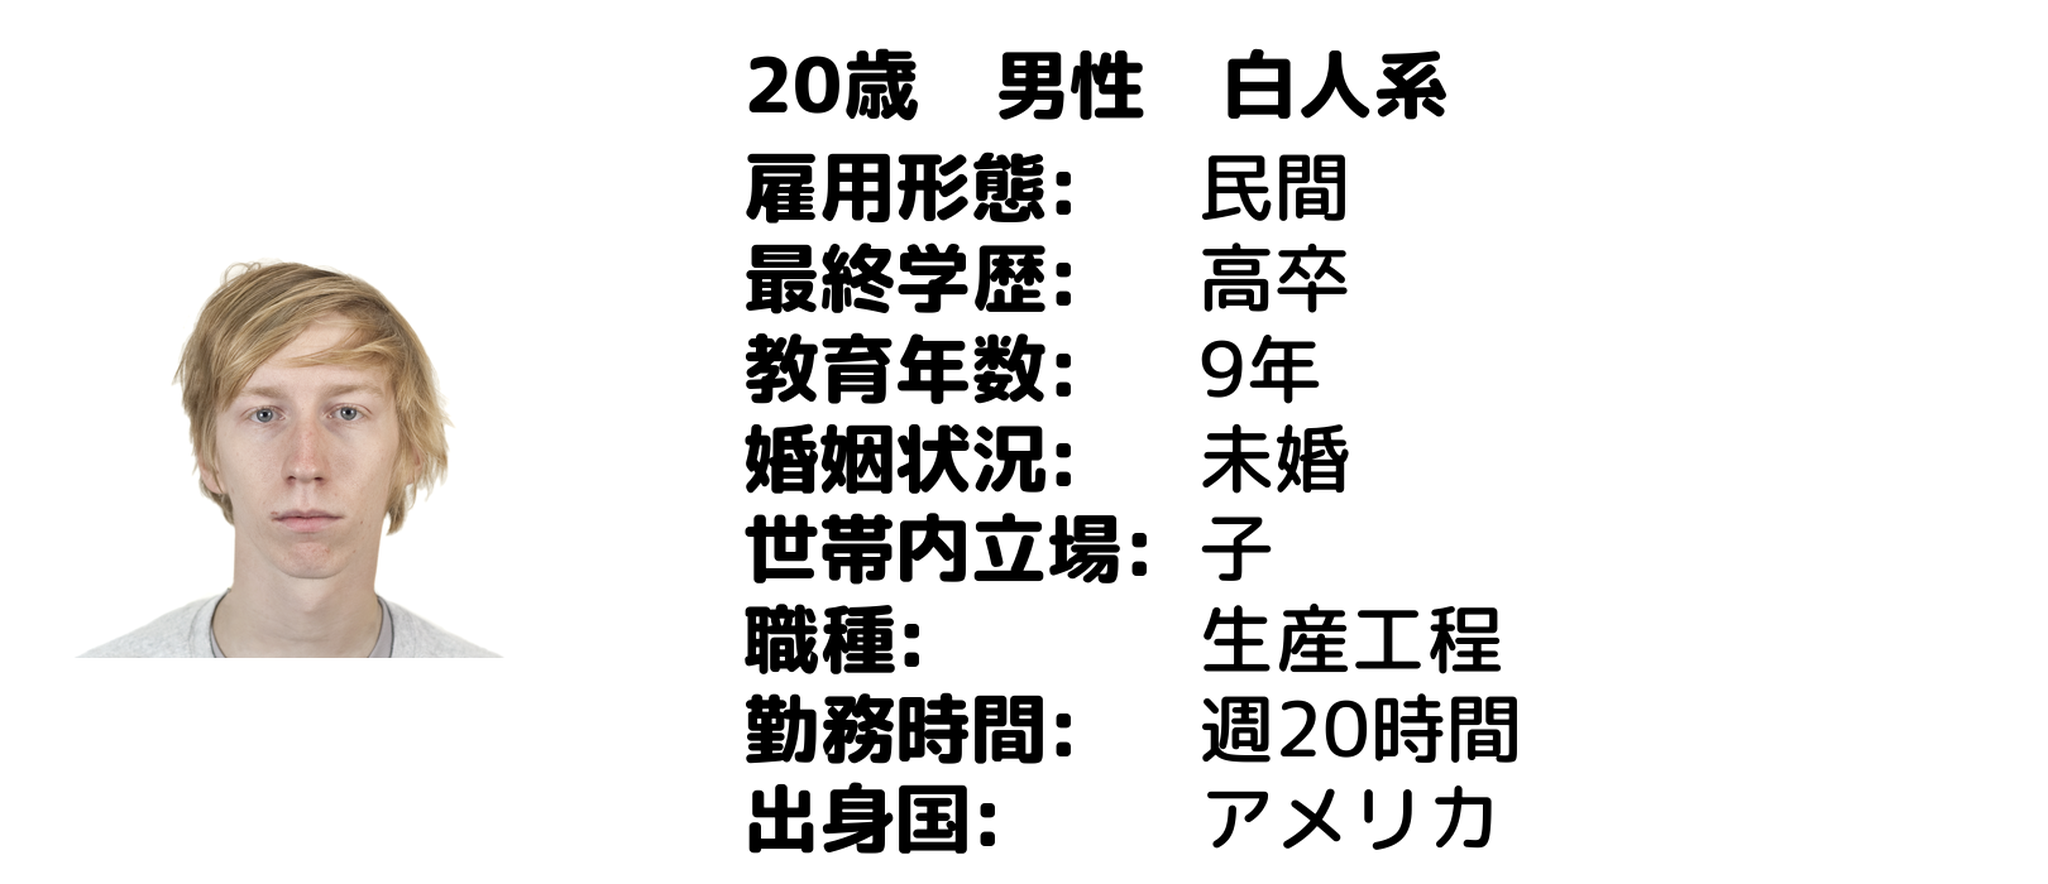 20歳　男性　白人系
雇用形態:　民間
最終学歴:　高卒
教育年数:　9年
婚姻状況:　未婚
世帯内立場:　子
職種:　生産工程
勤務時間:　週20時間
出身国:　アメリカ